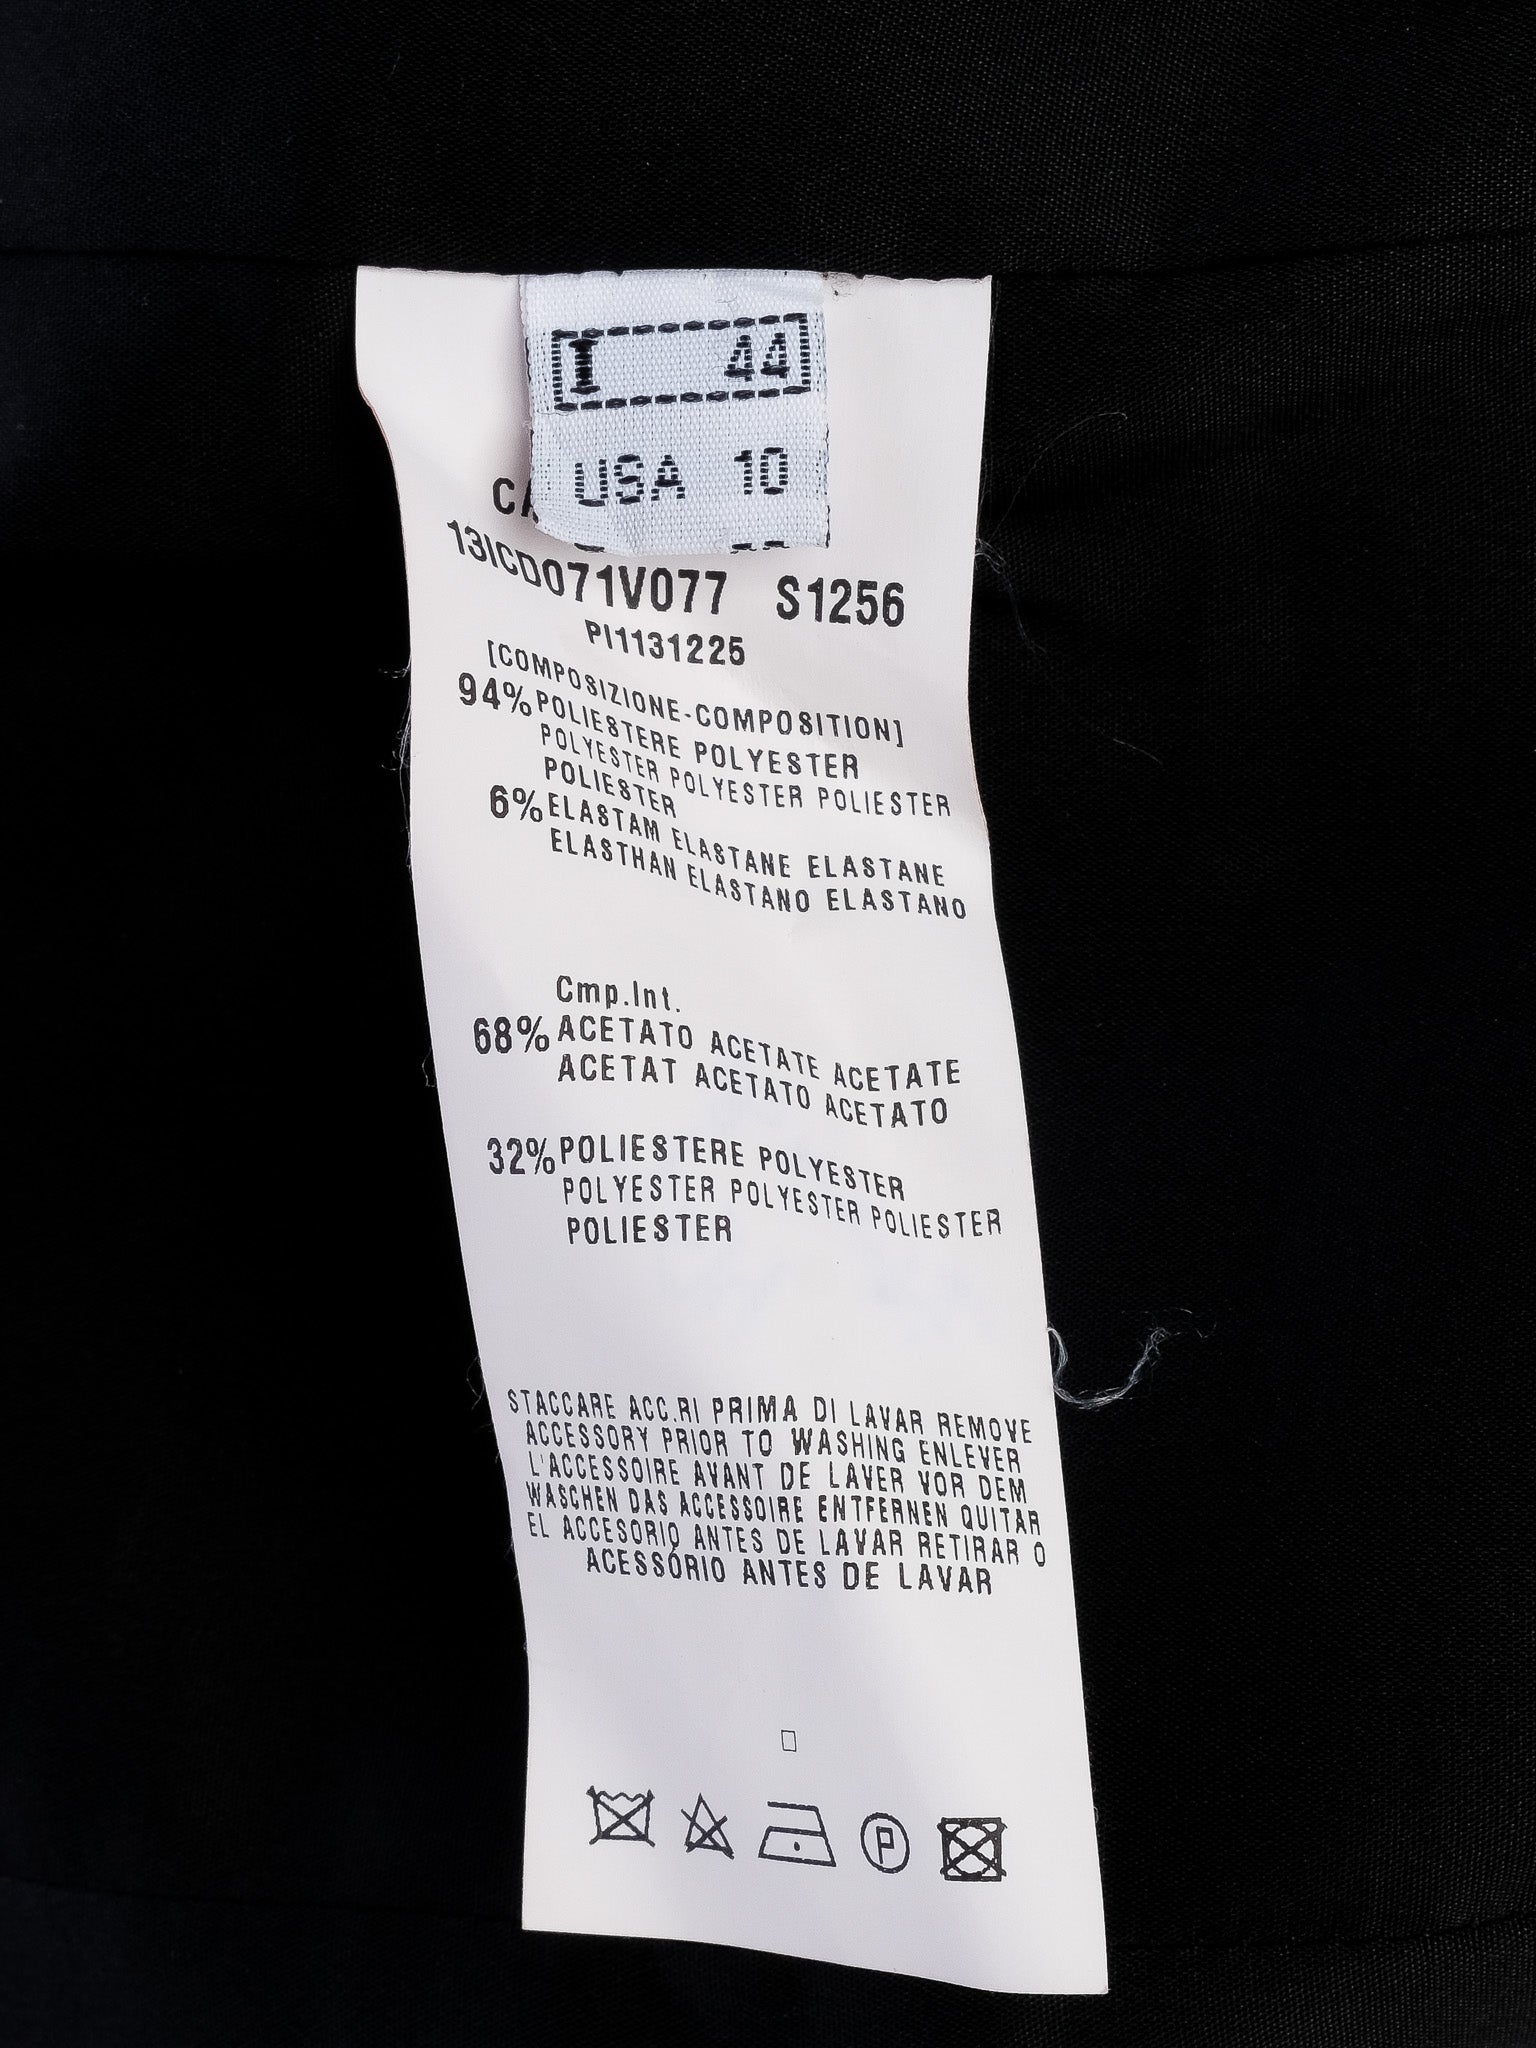 I 44
USA 10
13ICD071V077 S1256
PI1131225
[COMPOSIZIONE-COMPOSITION]
94% POLIESTERE POLYESTER
POLYESTER POLYESTER POLIESTER
POLIESTER
6% ELASTAM ELASTANE ELASTANE
ELASTHAN ELASTANO ELASTANO
Cmp.Int.
68% ACETATO ACETATE ACETATE
ACETAT ACETATO ACETATO
32% POLIESTERE POLYESTER
POLYESTER POLYESTER POLIESTER
POLIESTER
STACCARE ACC.RI PRIMA DI LAVAR REMOVE
ACCESSORY PRIOR TO WASHING ENLEVER
L'ACCESSOIRE AVANT DE LAVER VOR DEM
WASCHEN DAS ACCESSOIRE ENTFERNEN QUITAR
EL ACCESORIO ANTES DE LAVAR RETIRAR O
ACESSÓRIO ANTES DE LAVAR
P